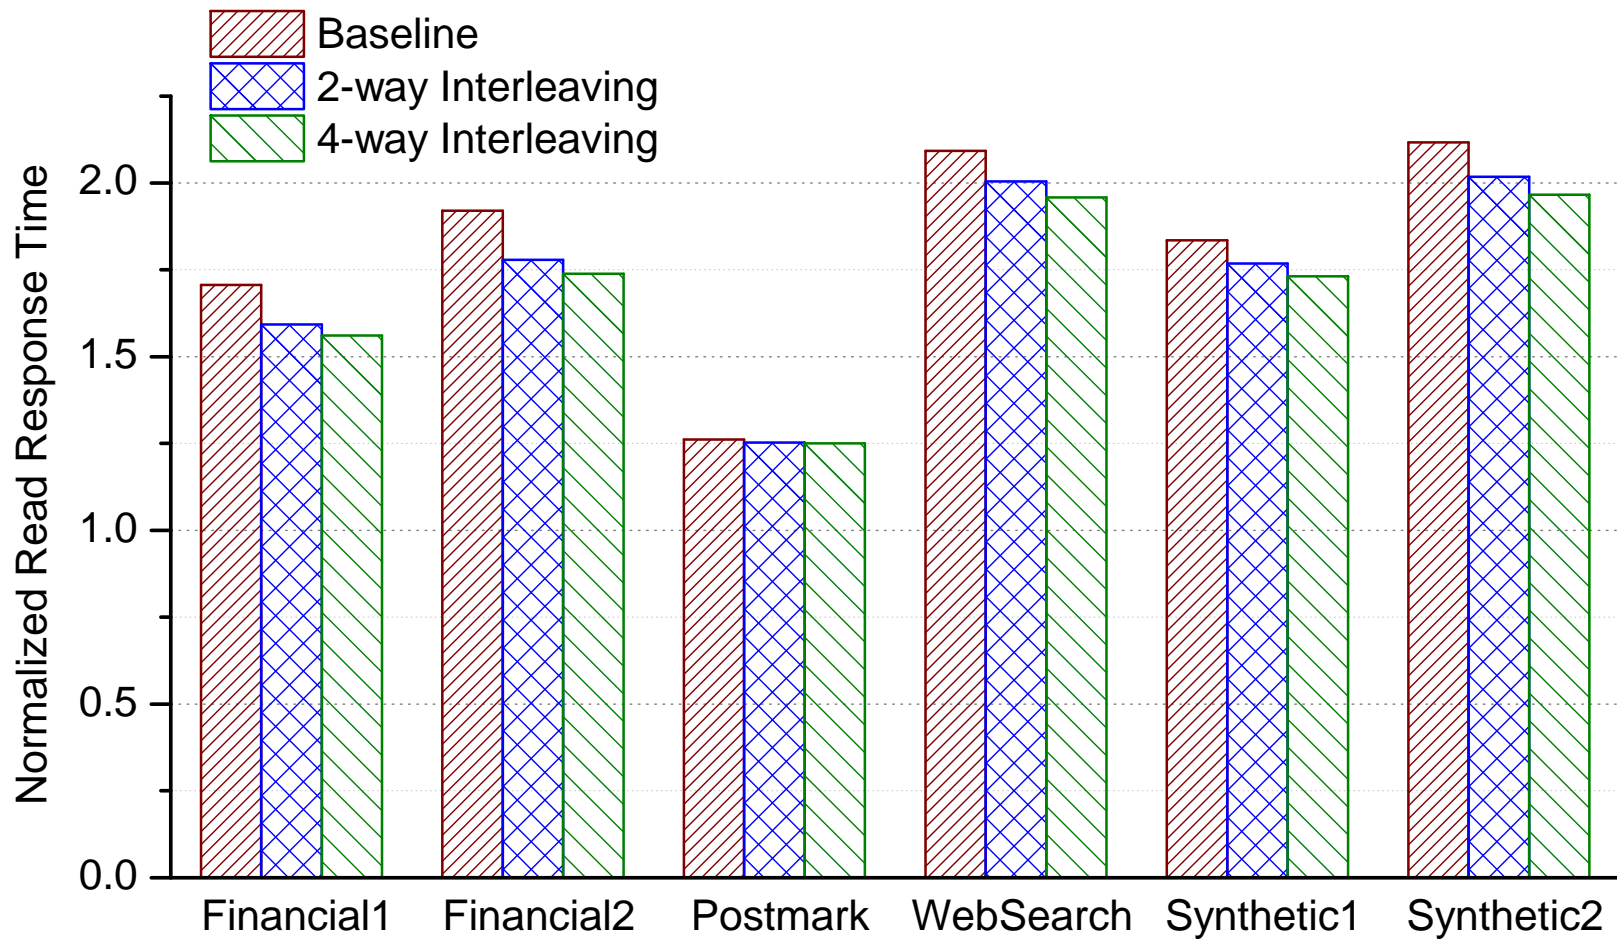 Baseline
2-way Interleaving
4-way Interleaving
Normalized Read Response Time
2.0
1.5
1.0
0.5
0.0
Financial1 Financial2 Postmark WebSearch Synthetic1 Synthetic2